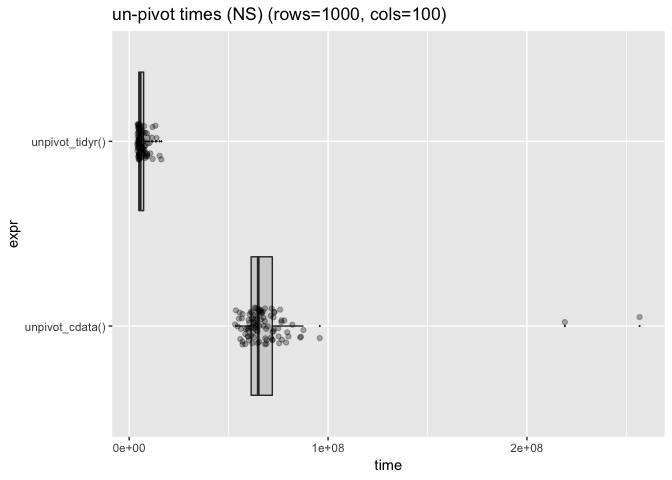 un-pivot times (NS) (rows=1000, cols=100)
unpivot_tidyr()
expr
unpivot_cdata()
0e+00 1e+08 2e+08
time